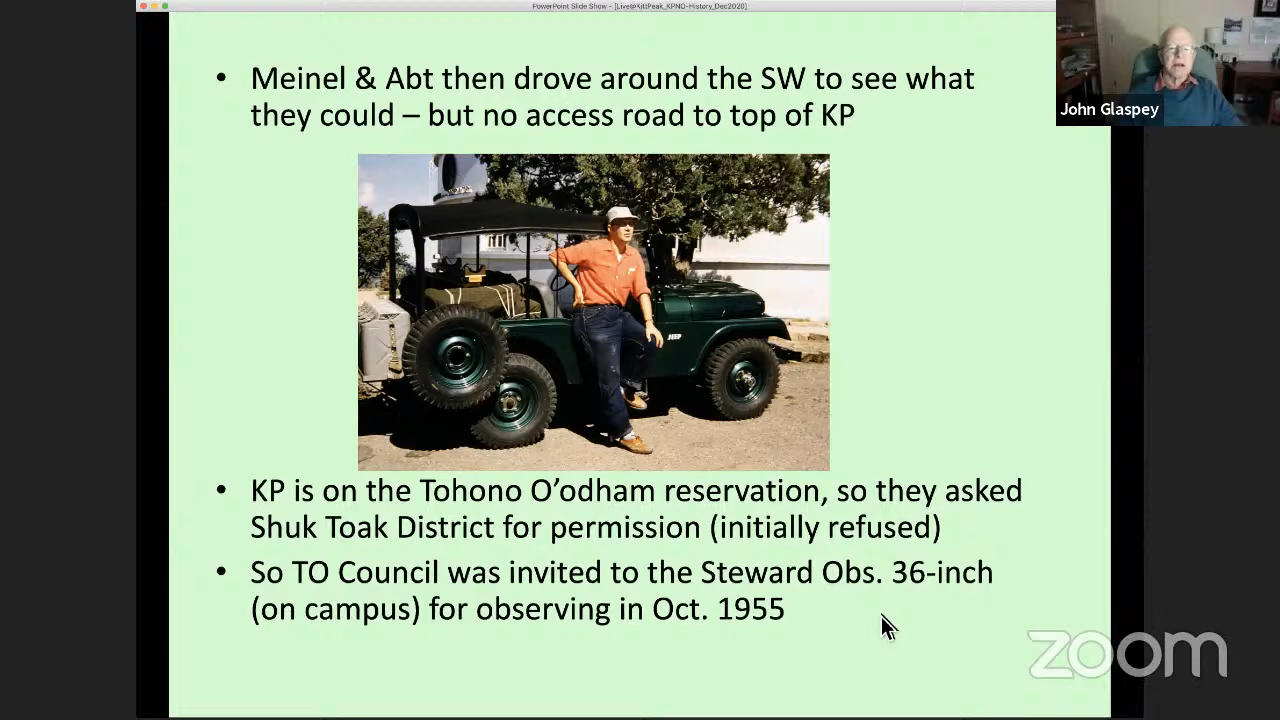 PowerPoint Slide Show - [Live@KittPeak_KPNO-History_Dec2020]
• Meinel & Abt then drove around the SW to see what
they could – but no access road to top of KP
John Glaspey
JEEP
• KP is on the Tohono O’odham reservation, so they asked
Shuk Toak District for permission (initially refused)
• So TO Council was invited to the Steward Obs. 36-inch
(on campus) for observing in Oct. 1955
zoom